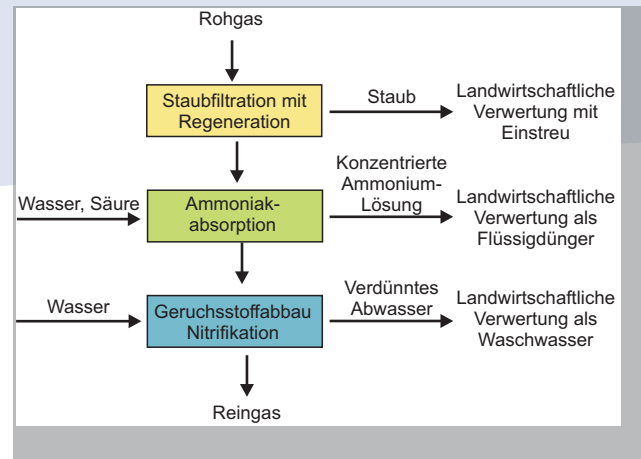 Rohgas
Staubfiltration mit
Regeneration
Staub
Landwirtschaftliche
Verwertung mit
Einstreu
Wasser, Säure
Ammoniak-
absorption
Konzentrierte
Ammonium-
Lösung
Landwirtschaftliche
Verwertung als
Flüssigdünger
Wasser
Geruchsstoffabbau
Nitrifikation
Verdünntes
Abwasser
Landwirtschaftliche
Verwertung als
Waschwasser
Reingas